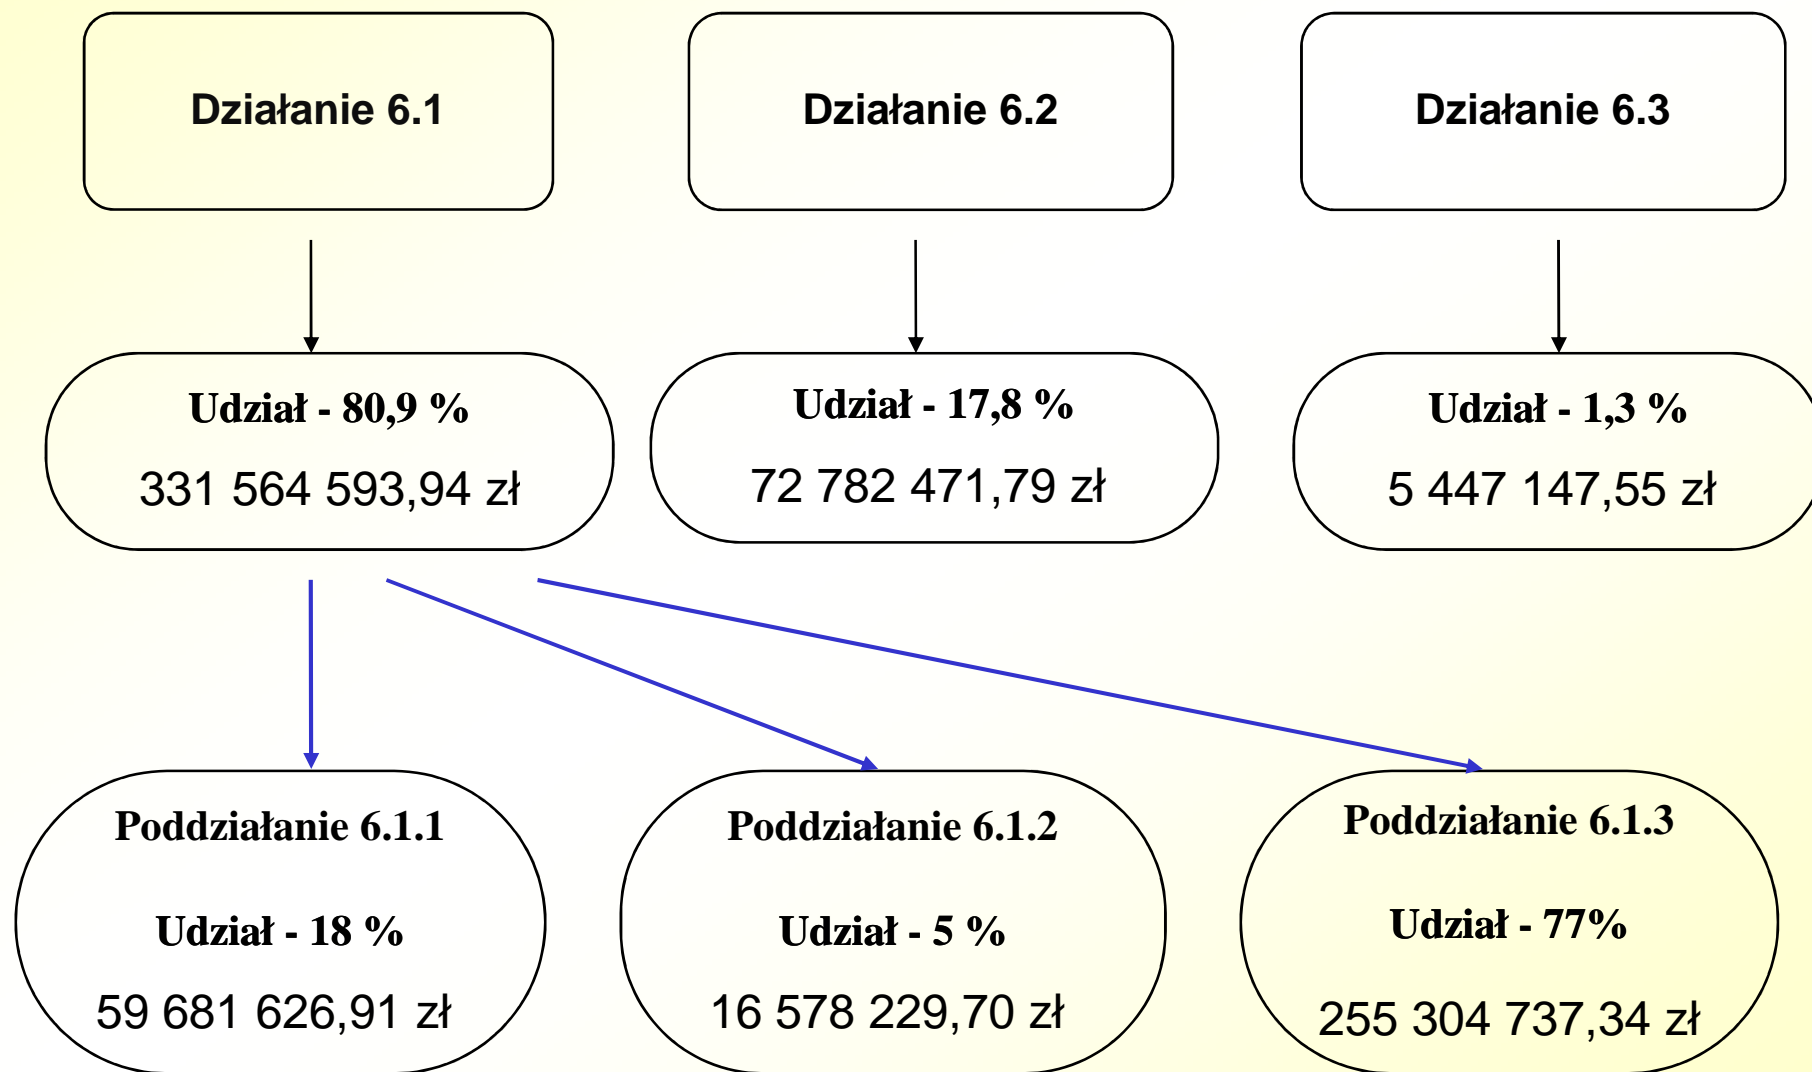 Działanie 6.1
Działanie 6.2
Działanie 6.3
Udział - 80,9 %
331 564 593,94 zł
Udział - 17,8 %
72 782 471,79 zł
Udział - 1,3 %
5 447 147,55 zł
Poddziałanie 6.1.1
Udział - 18 %
59 681 626,91 zł
Poddziałanie 6.1.2
Udział - 5 %
16 578 229,70 zł
Poddziałanie 6.1.3
Udział - 77%
255 304 737,34 zł